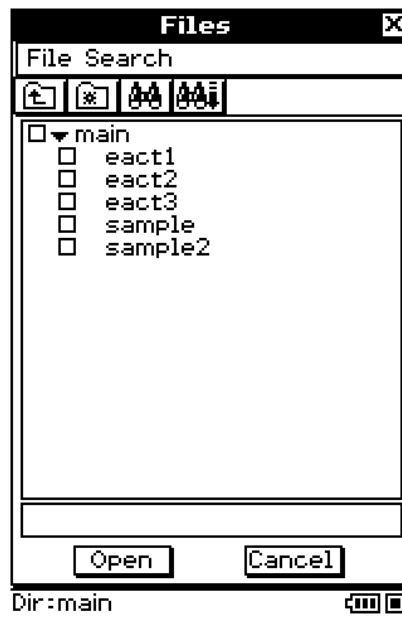 Files
File Search
main
eact1
eact2
eact3
sample
sample2
Open Cancel
Dir:main